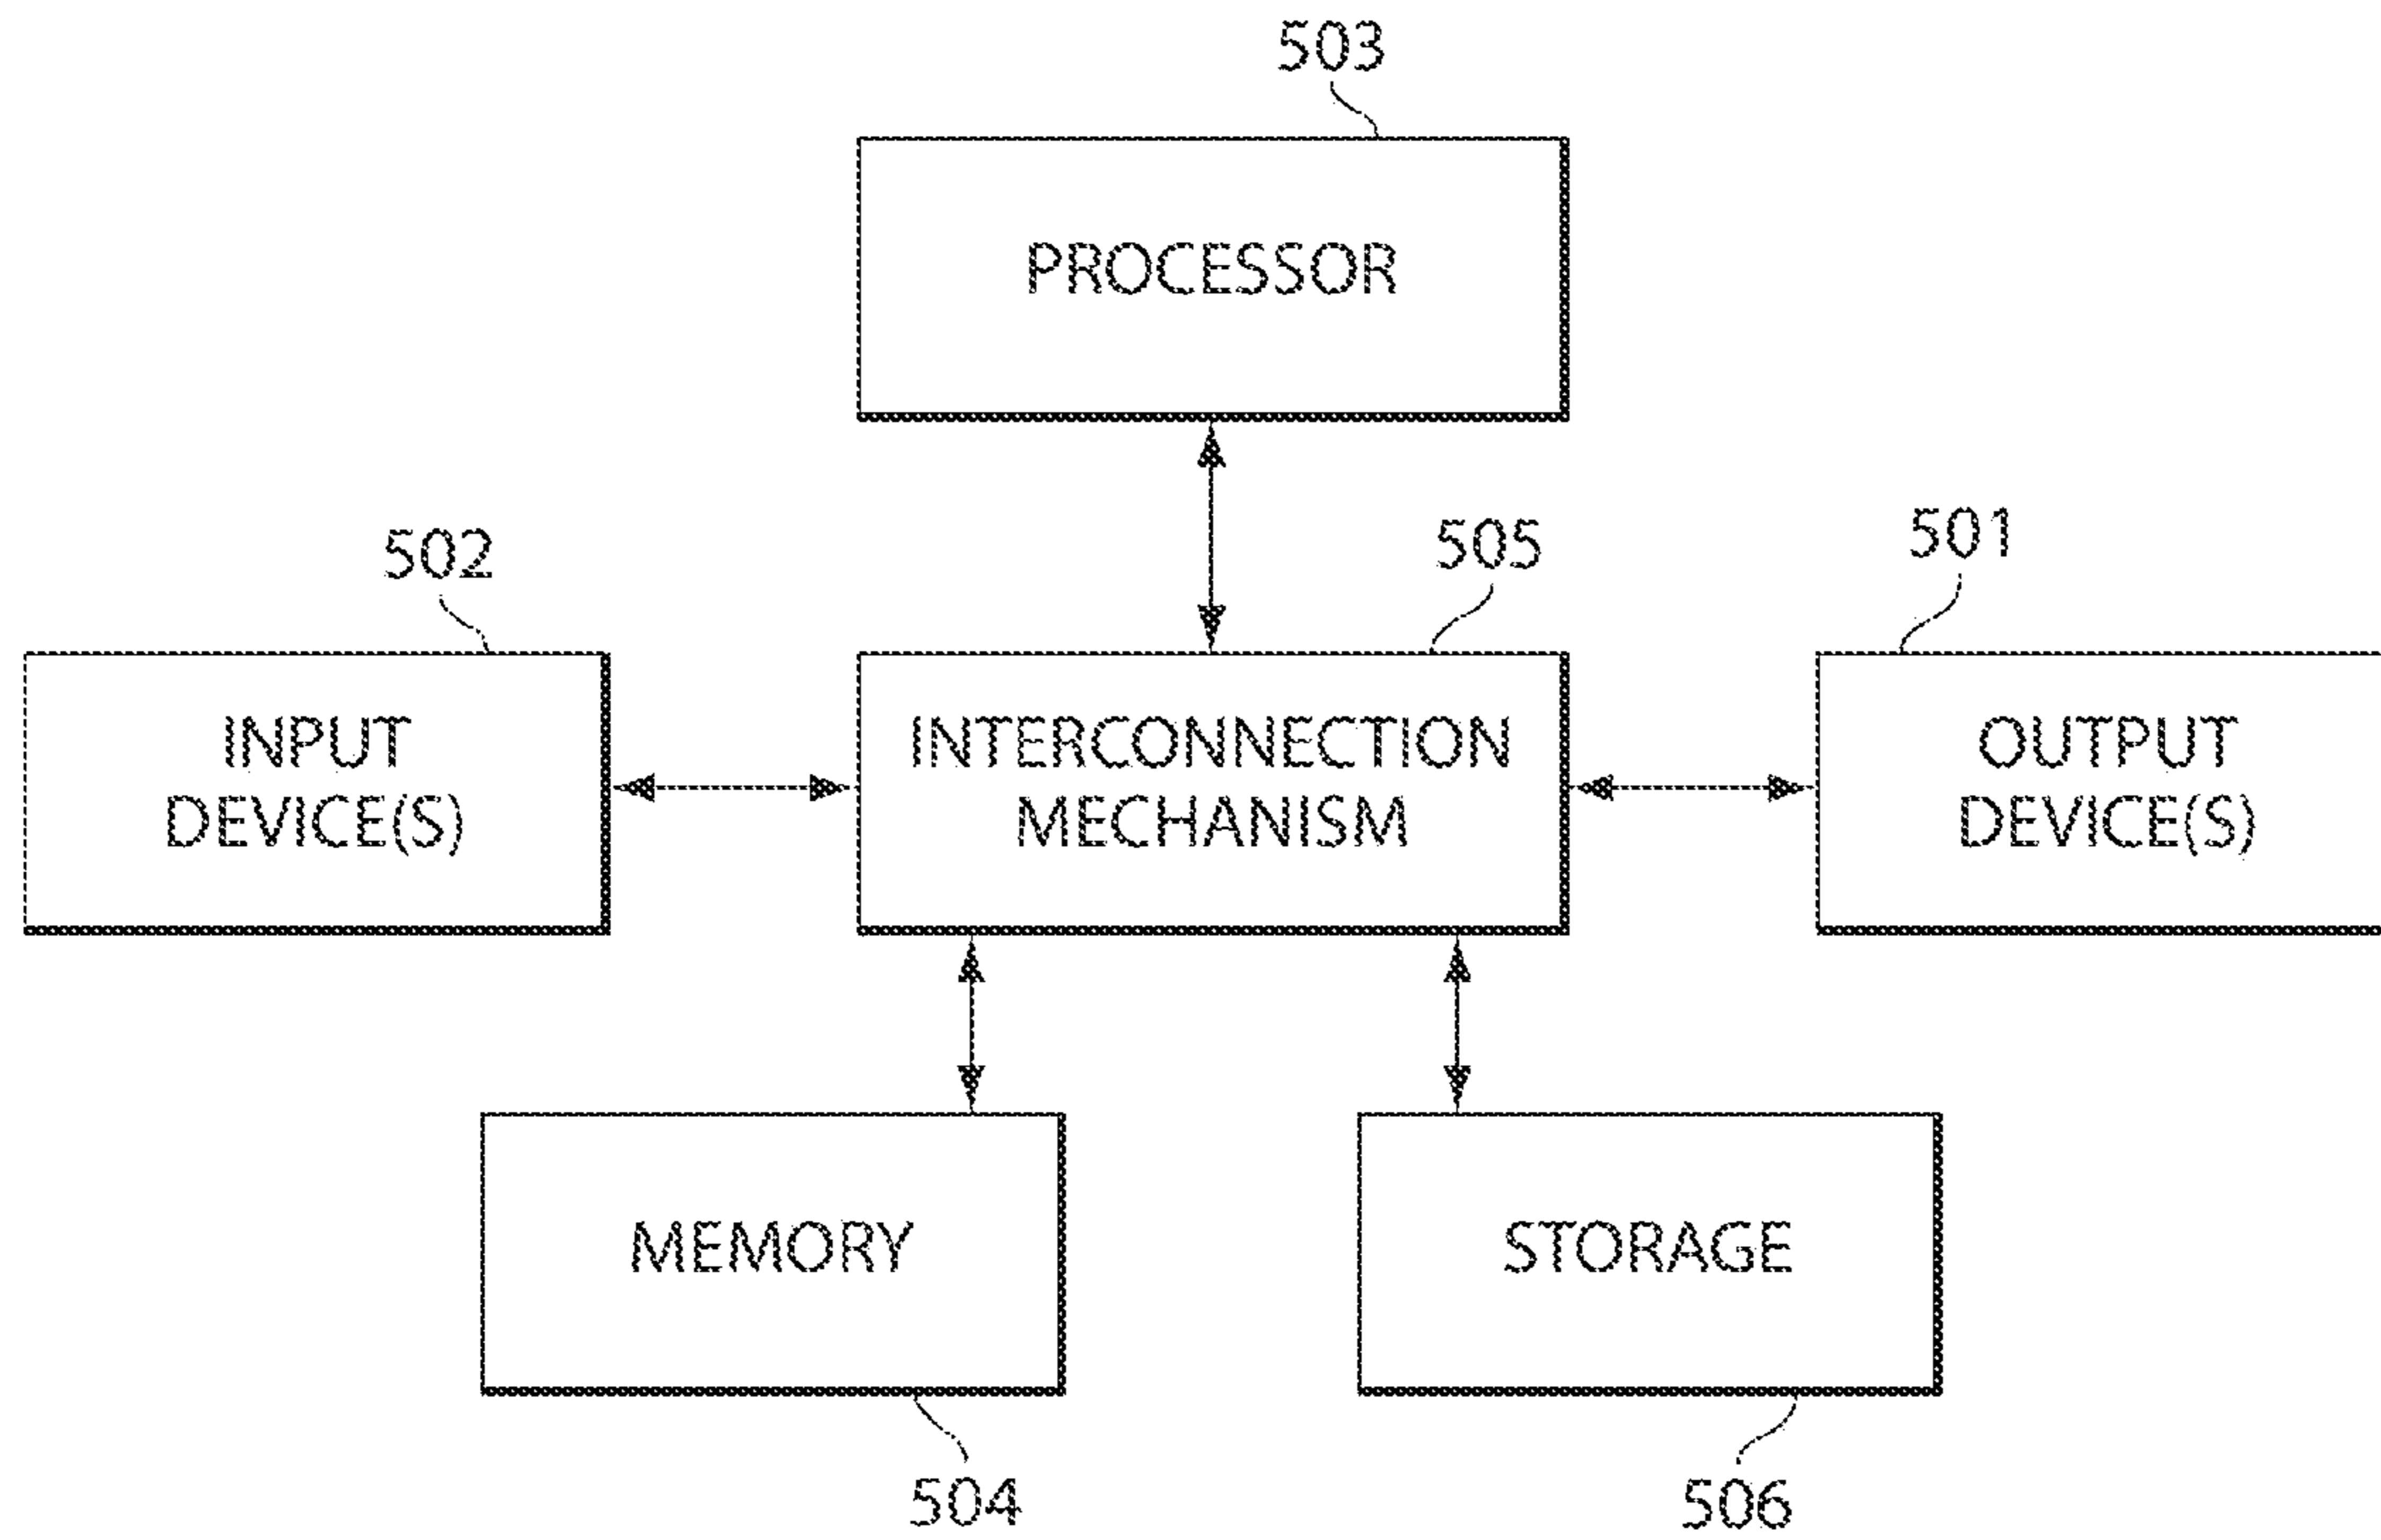 503
PROCESSOR
502
505
501
INPUT
DEVICE(S)
INTERCONNECTION
MECHANISM
OUTPUT
DEVICE(S)
MEMORY
STORAGE
504
506